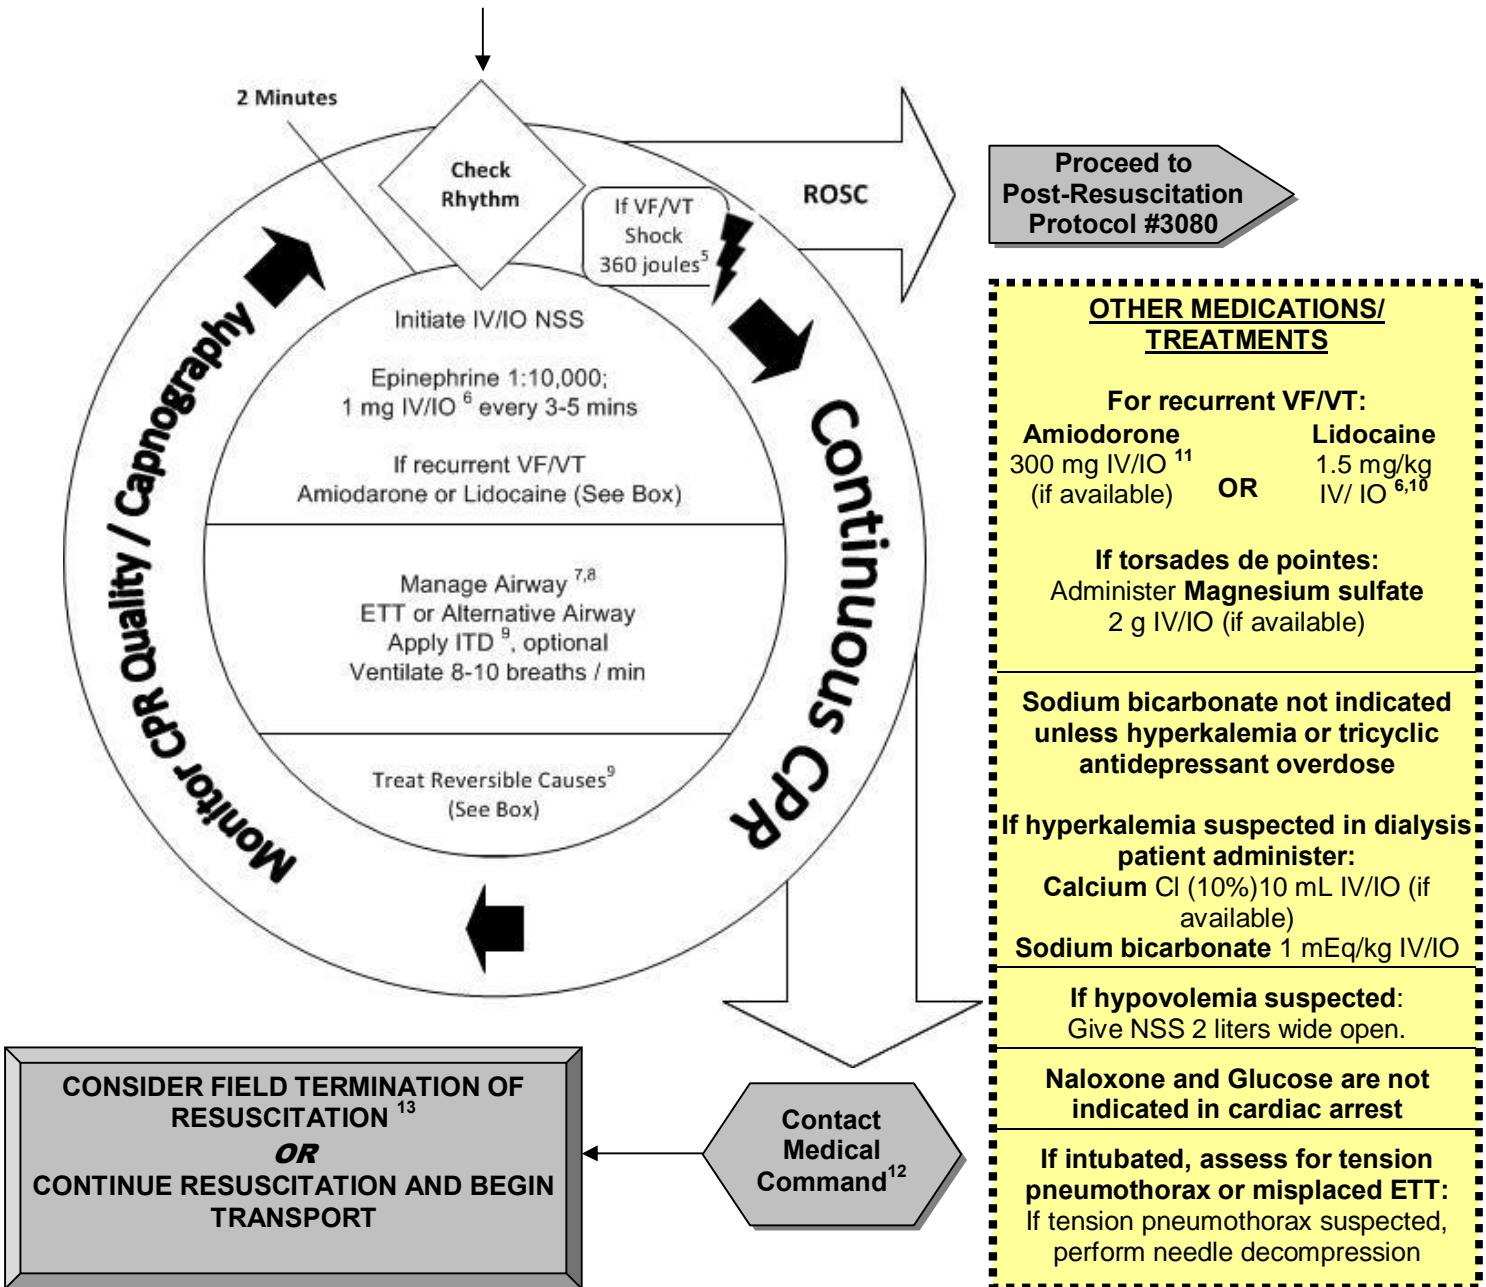 2 Minutes
Check
Rhythm
If VF/VT
Shock
360 joules5
ROSC
Proceed to
Post-Resuscitation
Protocol #3080
Initiate IV/IO NSS
Epinephrine 1:10,000;
1 mg IV/IO 6 every 3-5 mins
If recurrent VF/VT
Amiodarone or Lidocaine (See Box)
Manage Airway 7,8
ETT or Alternative Airway
Apply ITD 9, optional
Ventilate 8-10 breaths / min
Treat Reversible Causes9
(See Box)
Monitor CPR Quality / Capnography
Continuous CPR
OTHER MEDICATIONS/
TREATMENTS
For recurrent VF/VT:
Amiodorone
300 mg IV/IO 11
(if available)
OR
Lidocaine
1.5 mg/kg
IV/ IO 6,10
If torsades de pointes:
Administer Magnesium sulfate
2 g IV/IO (if available)
Sodium bicarbonate not indicated
unless hyperkalemia or tricyclic
antidepressant overdose
If hyperkalemia suspected in dialysis
patient administer:
Calcium Cl (10%)10 mL IV/IO (if
available)
Sodium bicarbonate 1 mEq/kg IV/IO
If hypovolemia suspected:
Give NSS 2 liters wide open.
Naloxone and Glucose are not
indicated in cardiac arrest
If intubated, assess for tension
pneumothorax or misplaced ETT:
If tension pneumothorax suspected,
perform needle decompression
Contact
Medical
Command12
CONSIDER FIELD TERMINATION OF
RESUSCITATION 13
OR
CONTINUE RESUSCITATION AND BEGIN
TRANSPORT